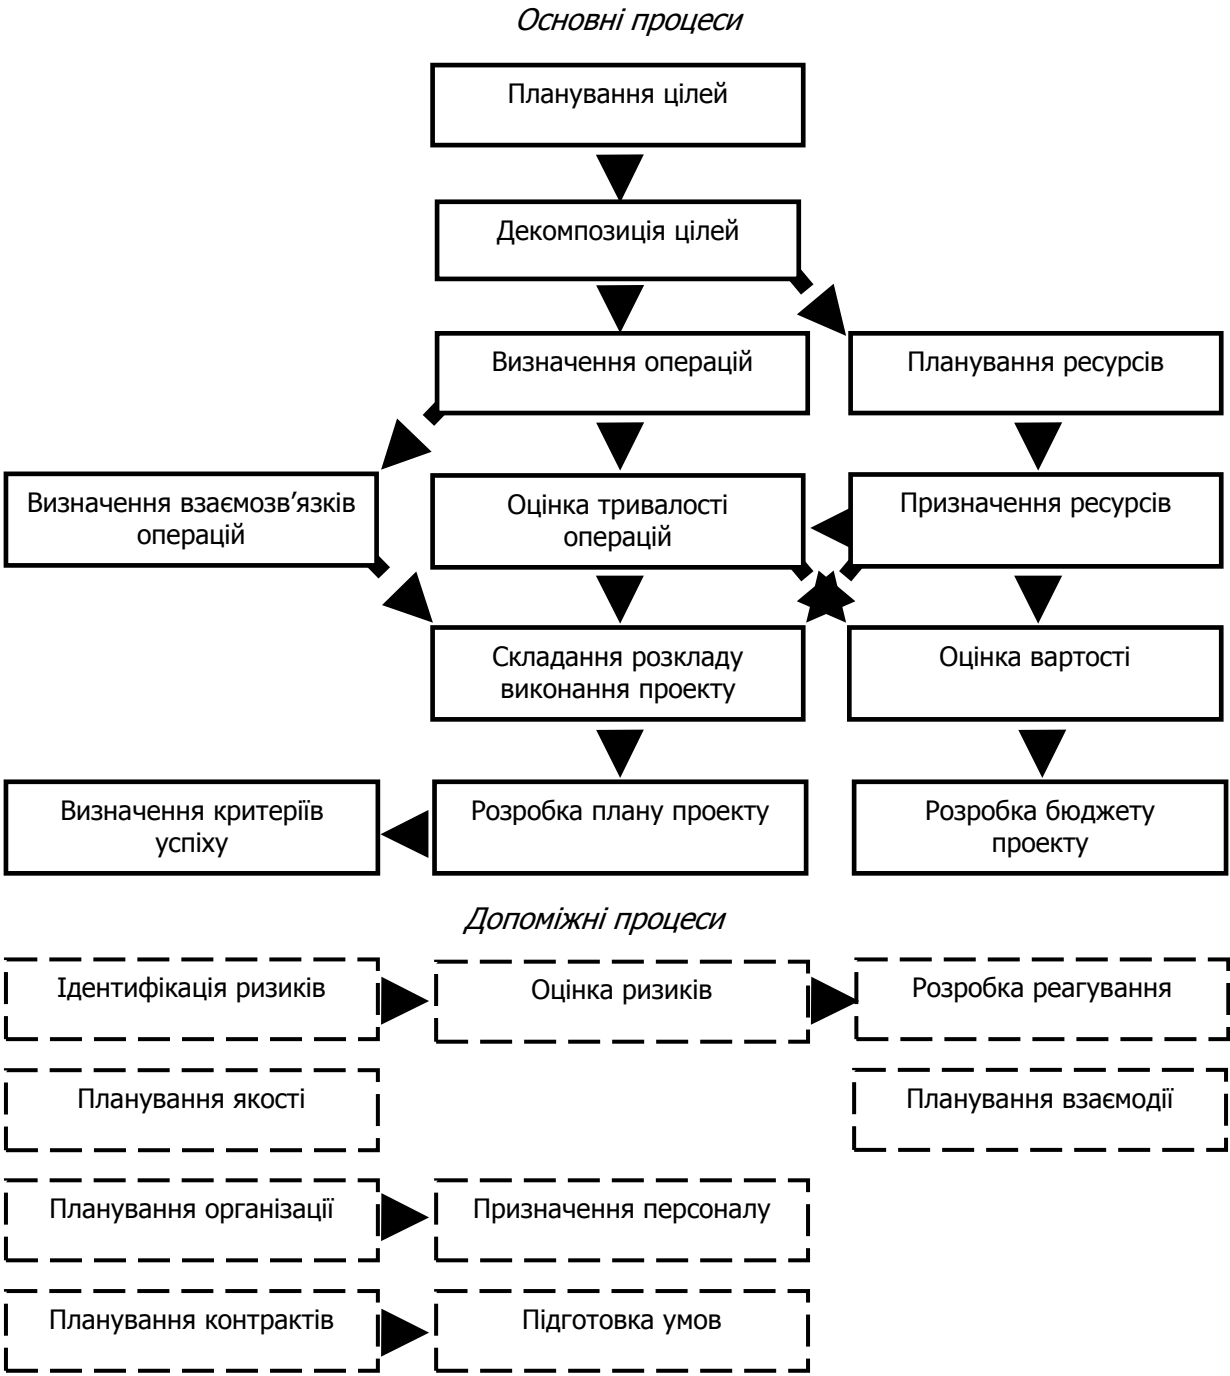 Основні процеси
Планування цілей
Декомпозиція цілей
Визначення операцій
Планування ресурсів
Визначення взаємозв’язків
операцій
Оцінка тривалості
операцій
Призначення ресурсів
Складання розкладу
виконання проекту
Оцінка вартості
Визначення критеріїв
успіху
Розробка плану проекту
Розробка бюджету
проекту
Допоміжні процеси
Ідентифікація ризиків
Оцінка ризиків
Розробка реагування
Планування якості
Планування взаємодії
Планування організації
Призначення персоналу
Планування контрактів
Підготовка умов